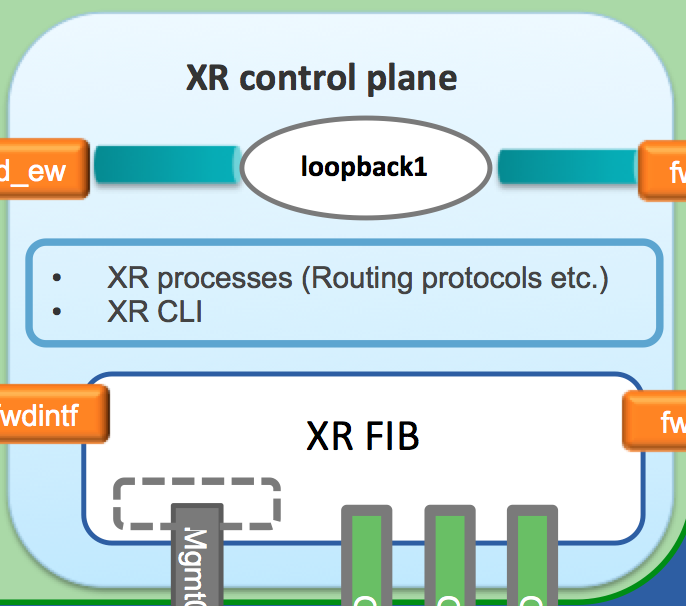 XR control plane
d_ew
loopback1
fw
• XR processes (Routing protocols etc.)
• XR CLI
fwdintf
XR FIB
fw
Mgmt0